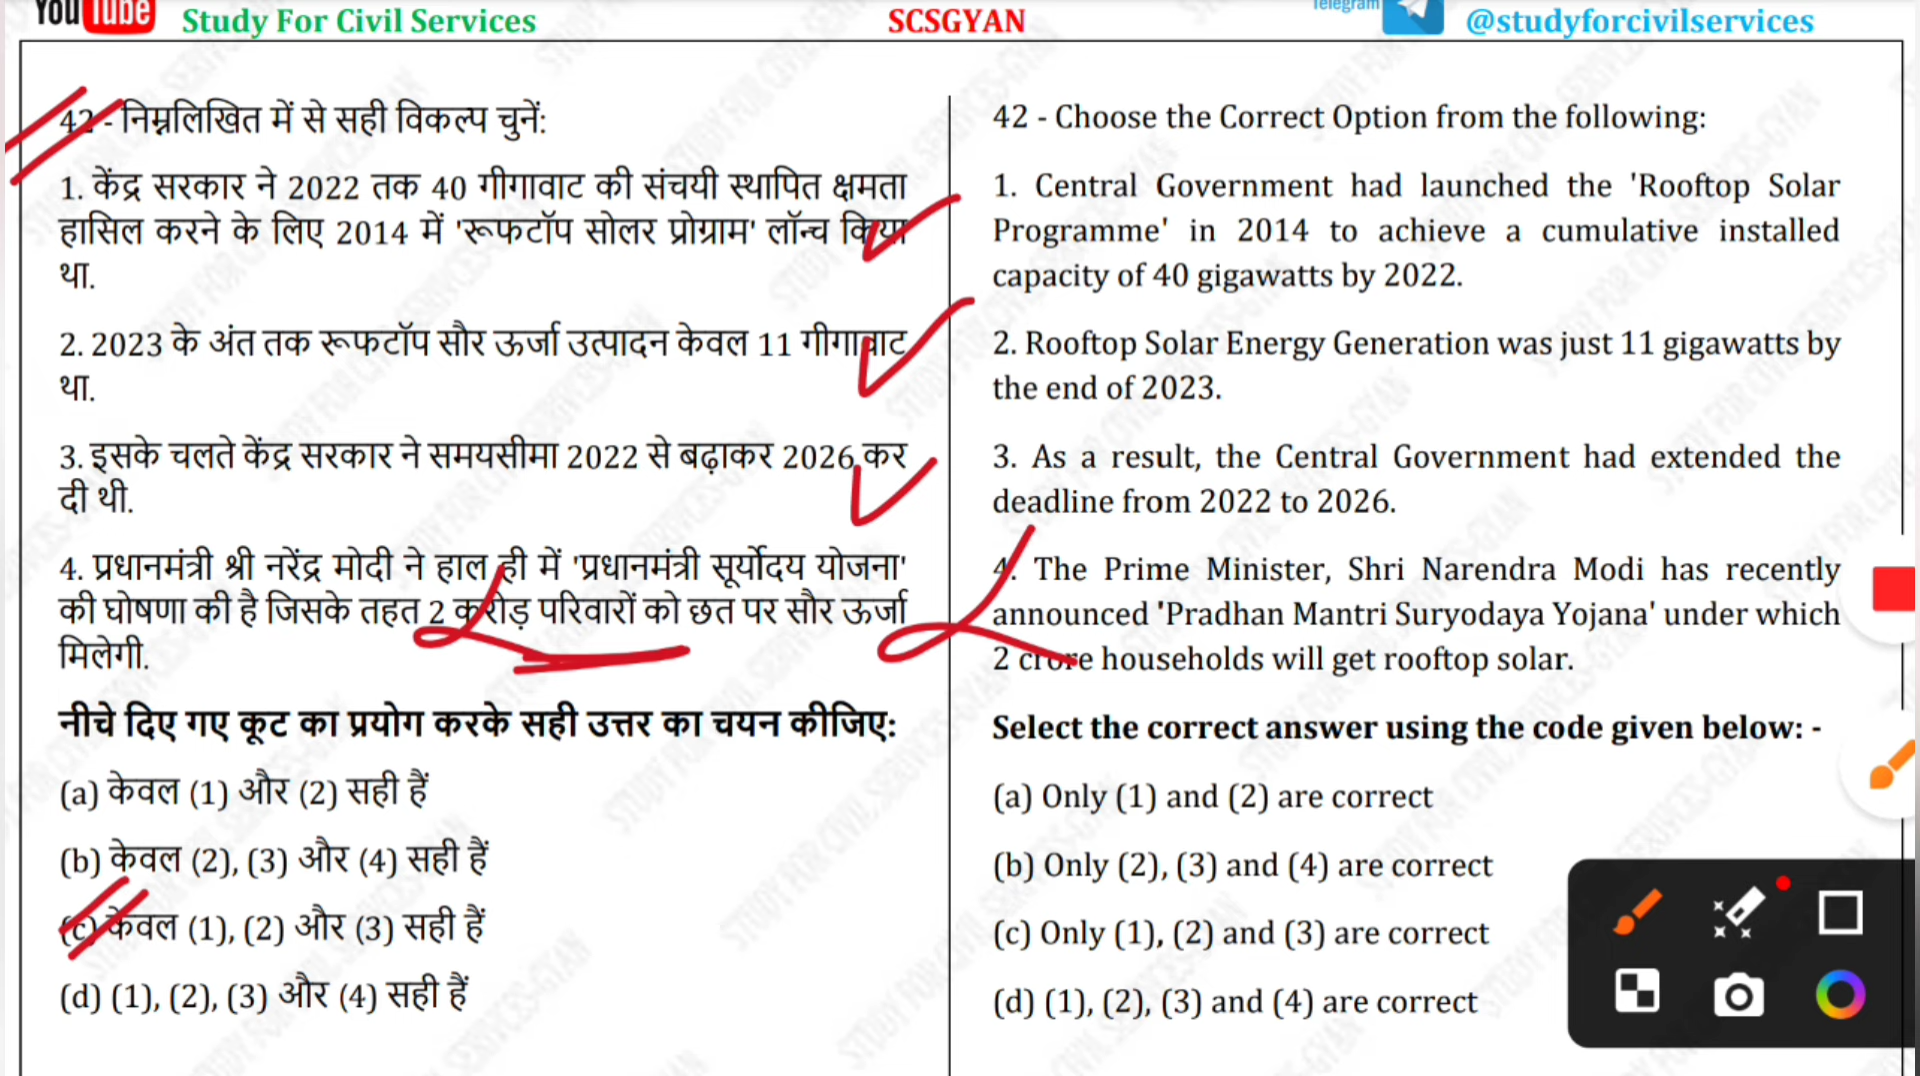 YouTube Study For Civil Services SCSGYAN Telegram @studyforcivilservices
42 - निम्नलिखित में से सही विकल्प चुनें:
1. केंद्र सरकार ने 2022 तक 40 गीगावाट की संचयी स्थापित क्षमता
हासिल करने के लिए 2014 में 'रूफटॉप सोलर प्रोग्राम' लॉन्च किया
था.
2. 2023 के अंत तक रूफटॉप सौर ऊर्जा उत्पादन केवल 11 गीगावाट
था.
3. इसके चलते केंद्र सरकार ने समयसीमा 2022 से बढ़ाकर 2026 कर
दी थी.
4. प्रधानमंत्री श्री नरेंद्र मोदी ने हाल ही में 'प्रधानमंत्री सूर्योदय योजना'
की घोषणा की है जिसके तहत 2 करोड़ परिवारों को छत पर सौर ऊर्जा
मिलेगी.
नीचे दिए गए कूट का प्रयोग करके सही उत्तर का चयन कीजिए:
(a) केवल (1) और (2) सही हैं
(b) केवल (2), (3) और (4) सही हैं
(c) केवल (1), (2) और (3) सही हैं
(d) (1), (2), (3) और (4) सही हैं
42 - Choose the Correct Option from the following:
1. Central Government had launched the 'Rooftop Solar
Programme' in 2014 to achieve a cumulative installed
capacity of 40 gigawatts by 2022.
2. Rooftop Solar Energy Generation was just 11 gigawatts by
the end of 2023.
3. As a result, the Central Government had extended the
deadline from 2022 to 2026.
4. The Prime Minister, Shri Narendra Modi has recently
announced 'Pradhan Mantri Suryodaya Yojana' under which
2 crore households will get rooftop solar.
Select the correct answer using the code given below: -
(a) Only (1) and (2) are correct
(b) Only (2), (3) and (4) are correct
(c) Only (1), (2) and (3) are correct
(d) (1), (2), (3) and (4) are correct